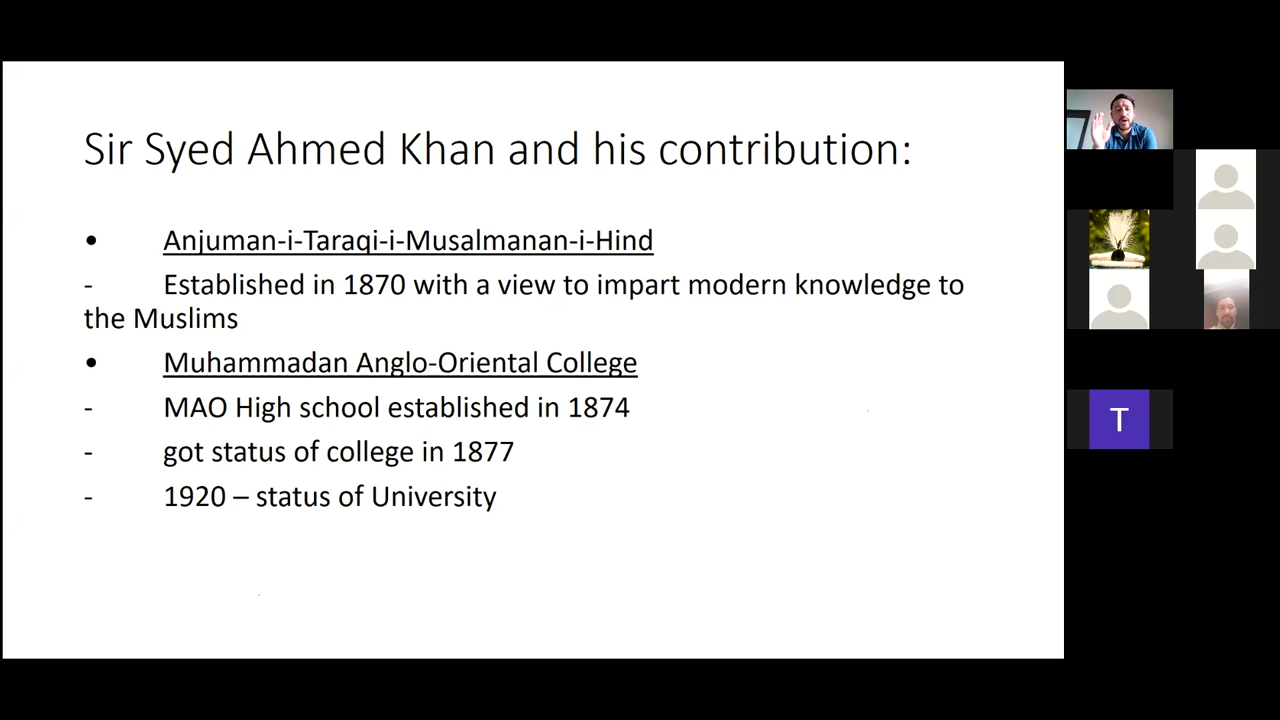 Sir Syed Ahmed Khan and his contribution:
• Anjuman-i-Taraqi-i-Musalmanan-i-Hind
- Established in 1870 with a view to impart modern knowledge to
the Muslims
• Muhammadan Anglo-Oriental College
- MAO High school established in 1874
- got status of college in 1877
- 1920 – status of University
T